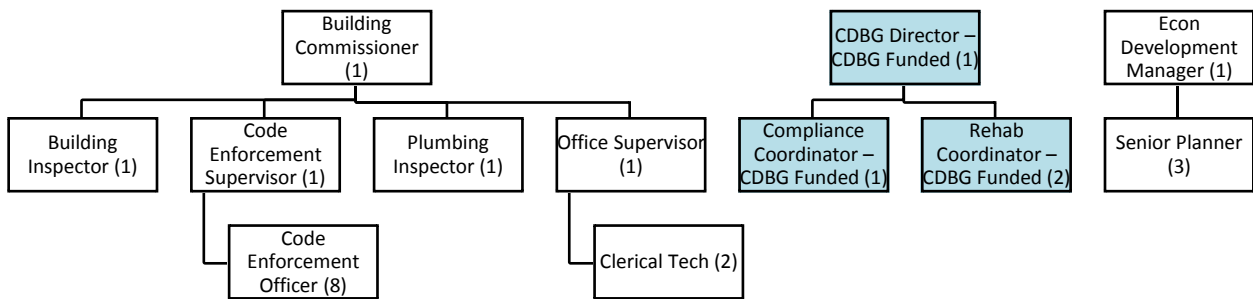 Building
Commissioner
(1)
CDBG Director –
CDBG Funded (1)
Econ
Development
Manager (1)
Building
Inspector (1)
Code
Enforcement
Supervisor (1)
Plumbing
Inspector (1)
Office Supervisor
(1)
Compliance
Coordinator –
CDBG Funded (1)
Rehab
Coordinator –
CDBG Funded (2)
Senior Planner
(3)
Code
Enforcement
Officer (8)
Clerical Tech (2)